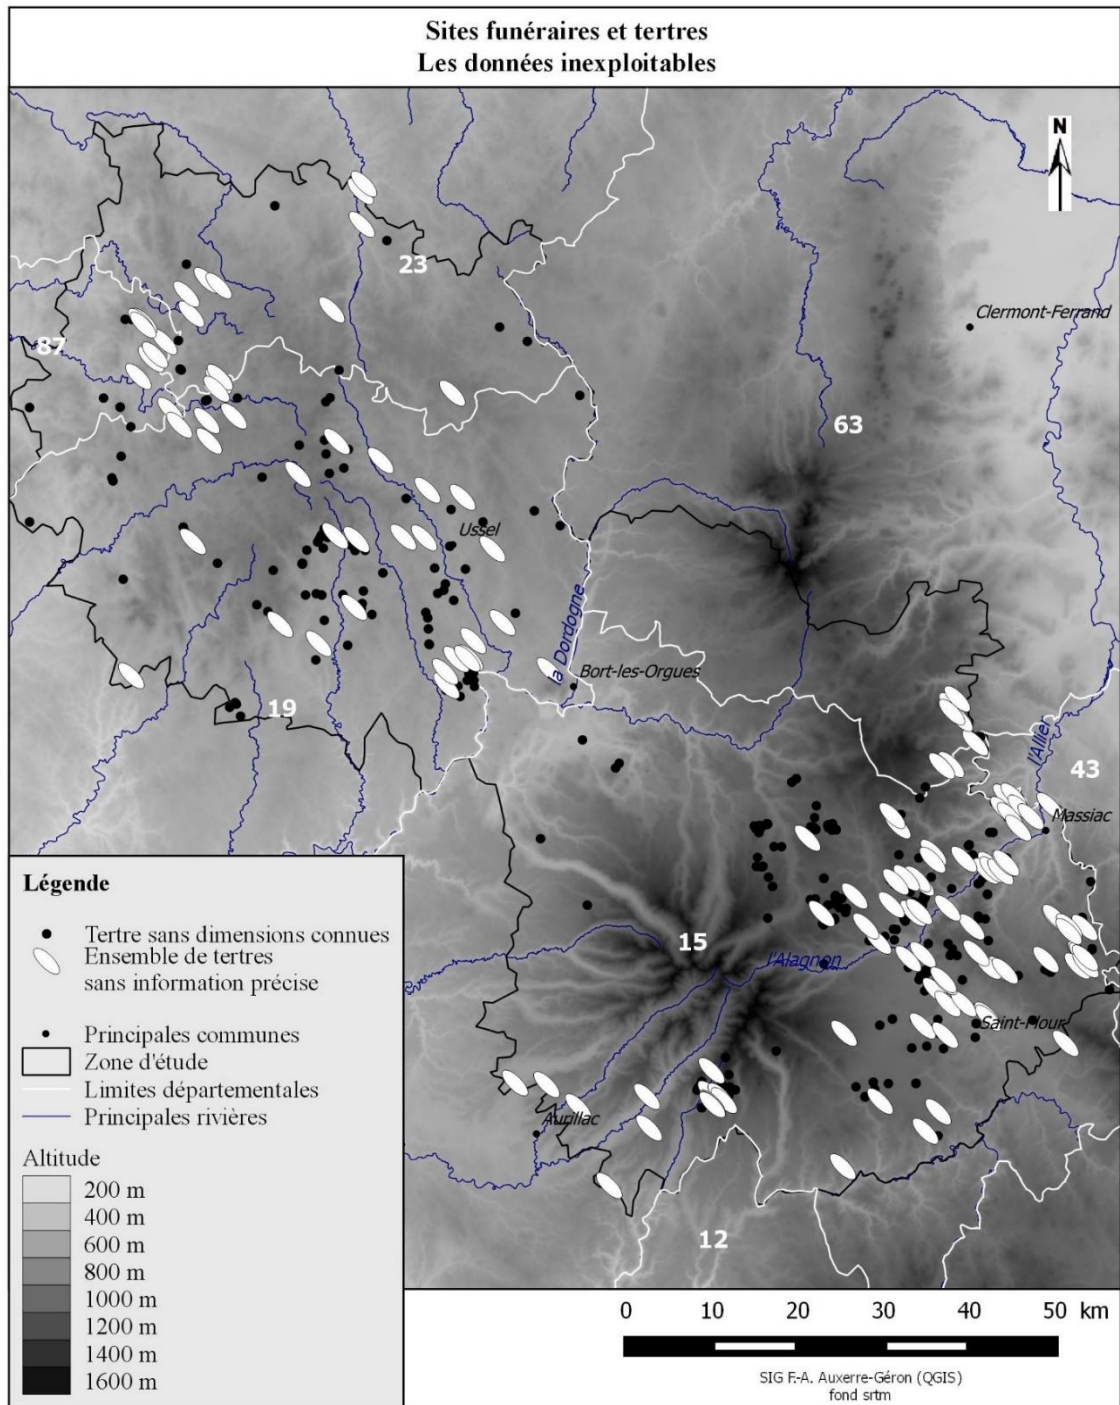 Sites funéraires et tertres
Les données inexploitables
N
23
Clermont-Ferrand
87
63
Ussel
la Dordogne
Bort-les-Orgues
19
l'Allier
43
Massiac
15
l'Alagnon
Saint-Flour
Aurillac
12
Légende
Tertre sans dimensions connues
Ensemble de tertres
sans information précise
Principales communes
Zone d'étude
Limites départementales
Principales rivières
Altitude
200 m
400 m
600 m
800 m
1000 m
1200 m
1400 m
1600 m
0 10 20 30 40 50 km
SIG F.-A. Auxerre-Géron (QGIS)
fond srtm